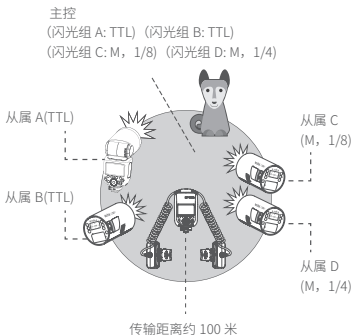 主控
（闪光组 A: TTL)（闪光组 B: TTL)
（闪光组 C: M，1/8)（闪光组 D: M，1/4)
从属 A(TTL)
从属 C
(M，1/8)
从属 B(TTL)
从属 D
(M，1/4)
传输距离约 100 米